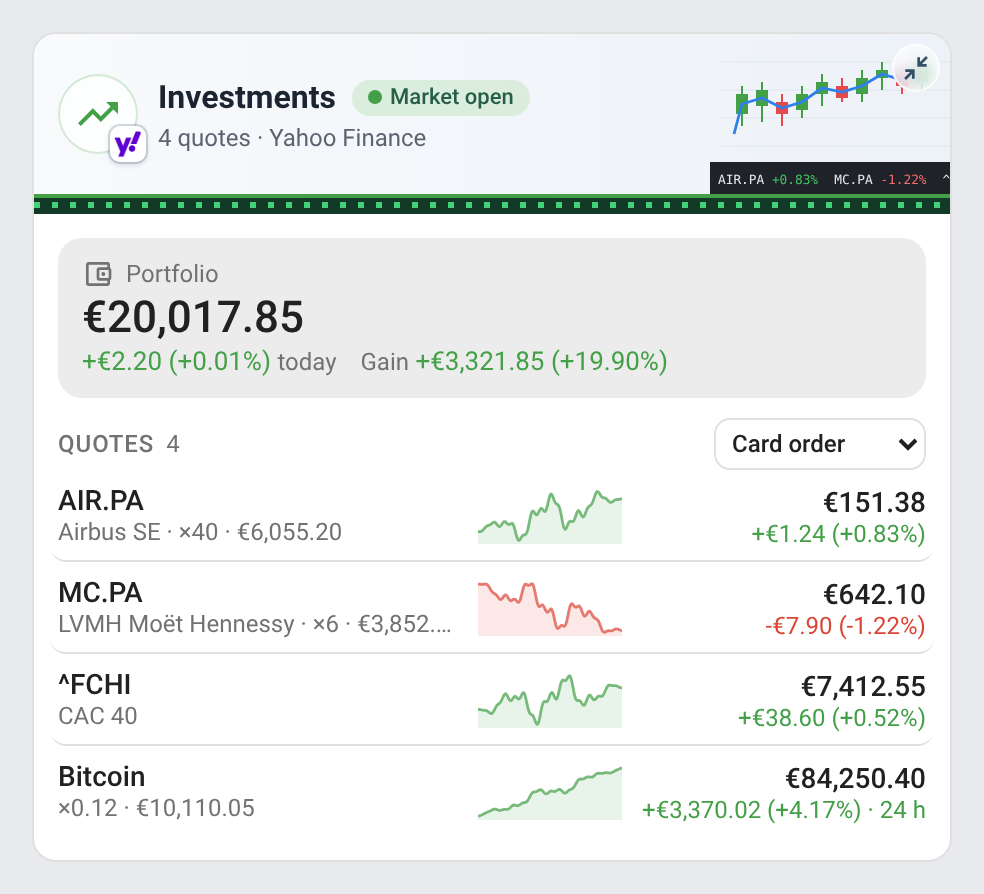 Investments
Market open
y!
4 quotes · Yahoo Finance
AIR.PA +0.83% MC.PA -1.22% ^
Portfolio
€20,017.85
+€2.20 (+0.01%) today Gain +€3,321.85 (+19.90%)
QUOTES 4
Card order
AIR.PA
€151.38
Airbus SE · ×40 · €6,055.20
+€1.24 (+0.83%)
MC.PA
€642.10
LVMH Moët Hennessy · ×6 · €3,852.…
-€7.90 (-1.22%)
^FCHI
€7,412.55
CAC 40
+€38.60 (+0.52%)
Bitcoin
€84,250.40
×0.12 · €10,110.05
+€3,370.02 (+4.17%) · 24 h